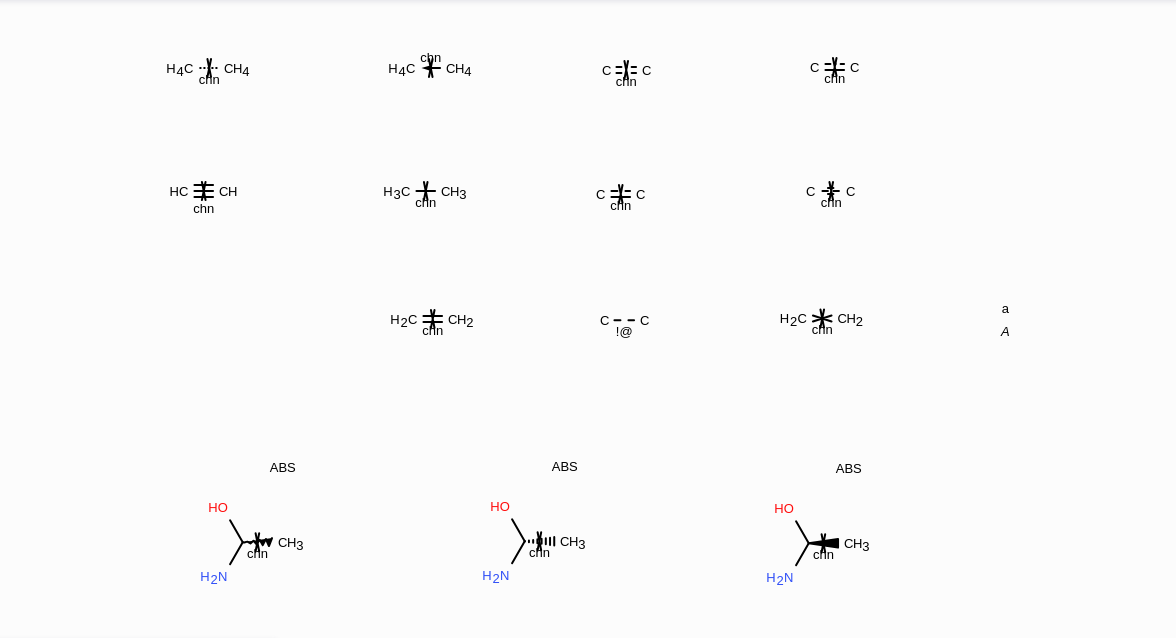 H4C chn CH4
H4C chn CH4
C chn C
C chn C
HC chn CH
H3C chn CH3
C chn C
C chn C
H2C chn CH2
C !@ C
H2C chn CH2
a
A
ABS
ABS
ABS
HO
HO
HO
chn CH3
chn CH3
chn CH3
H2N
H2N
H2N